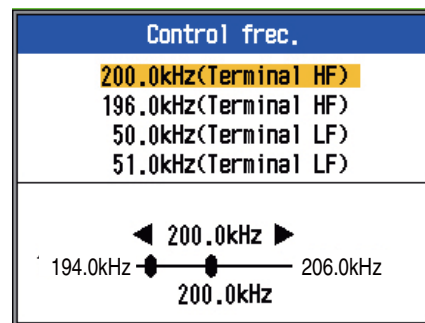 Control frec.
200.0kHz(Terminal HF)
196.0kHz(Terminal HF)
50.0kHz(Terminal LF)
51.0kHz(Terminal LF)
◀ 200.0kHz ▶
194.0kHz 206.0kHz
200.0kHz